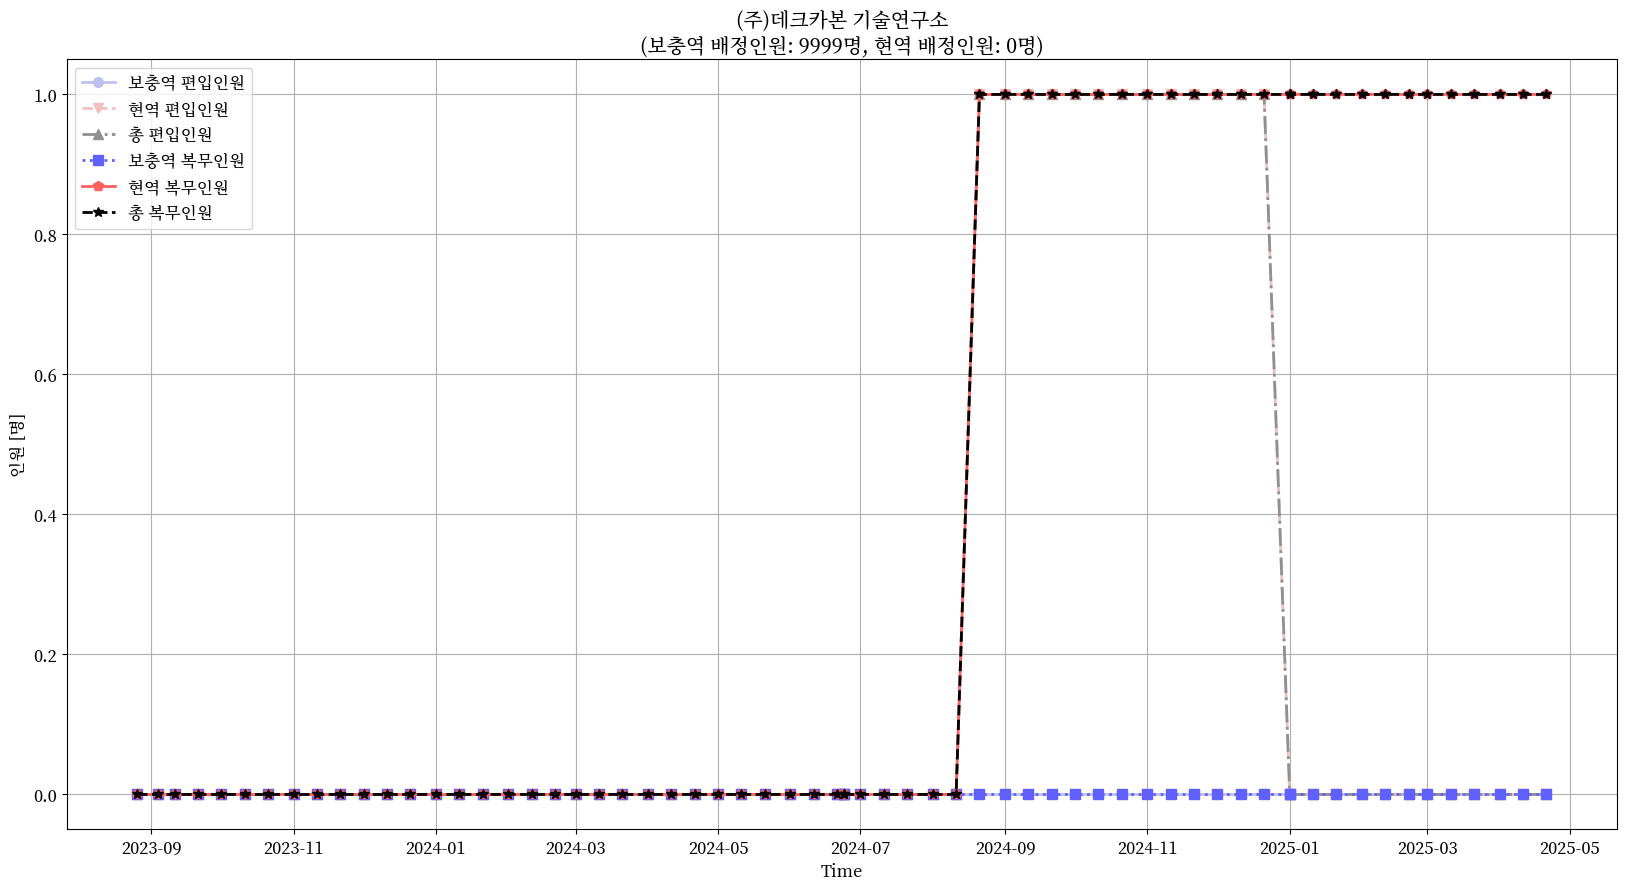 (주)데크카본 기술연구소
(보충역 배정인원: 9999명, 현역 배정인원: 0명)
보충역 편입인원
현역 편입인원
총 편입인원
보충역 복무인원
현역 복무인원
총 복무인원
1.0
0.8
0.6
0.4
0.2
0.0
인원 [명]
2023-09
2023-11
2024-01
2024-03
2024-05
2024-07
2024-09
2024-11
2025-01
2025-03
2025-05
Time